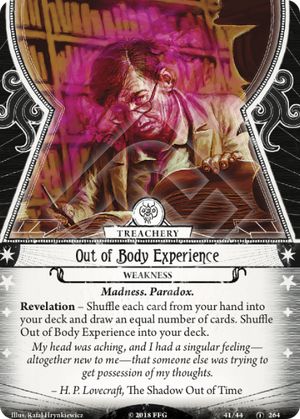 TREACHERY
Out of Body Experience
WEAKNESS
Madness. Paradox.
Revelation – Shuffle each card from your hand into
your deck and draw an equal number of cards. Shuffle
Out of Body Experience into your deck.
My head was aching, and I had a singular feeling—
altogether new to me—that someone else was trying to
get possession of my thoughts.
– H. P. Lovecraft, The Shadow Out of Time
Illus. Rafał Hrynkiewicz © 2018 FFG 41/44 264